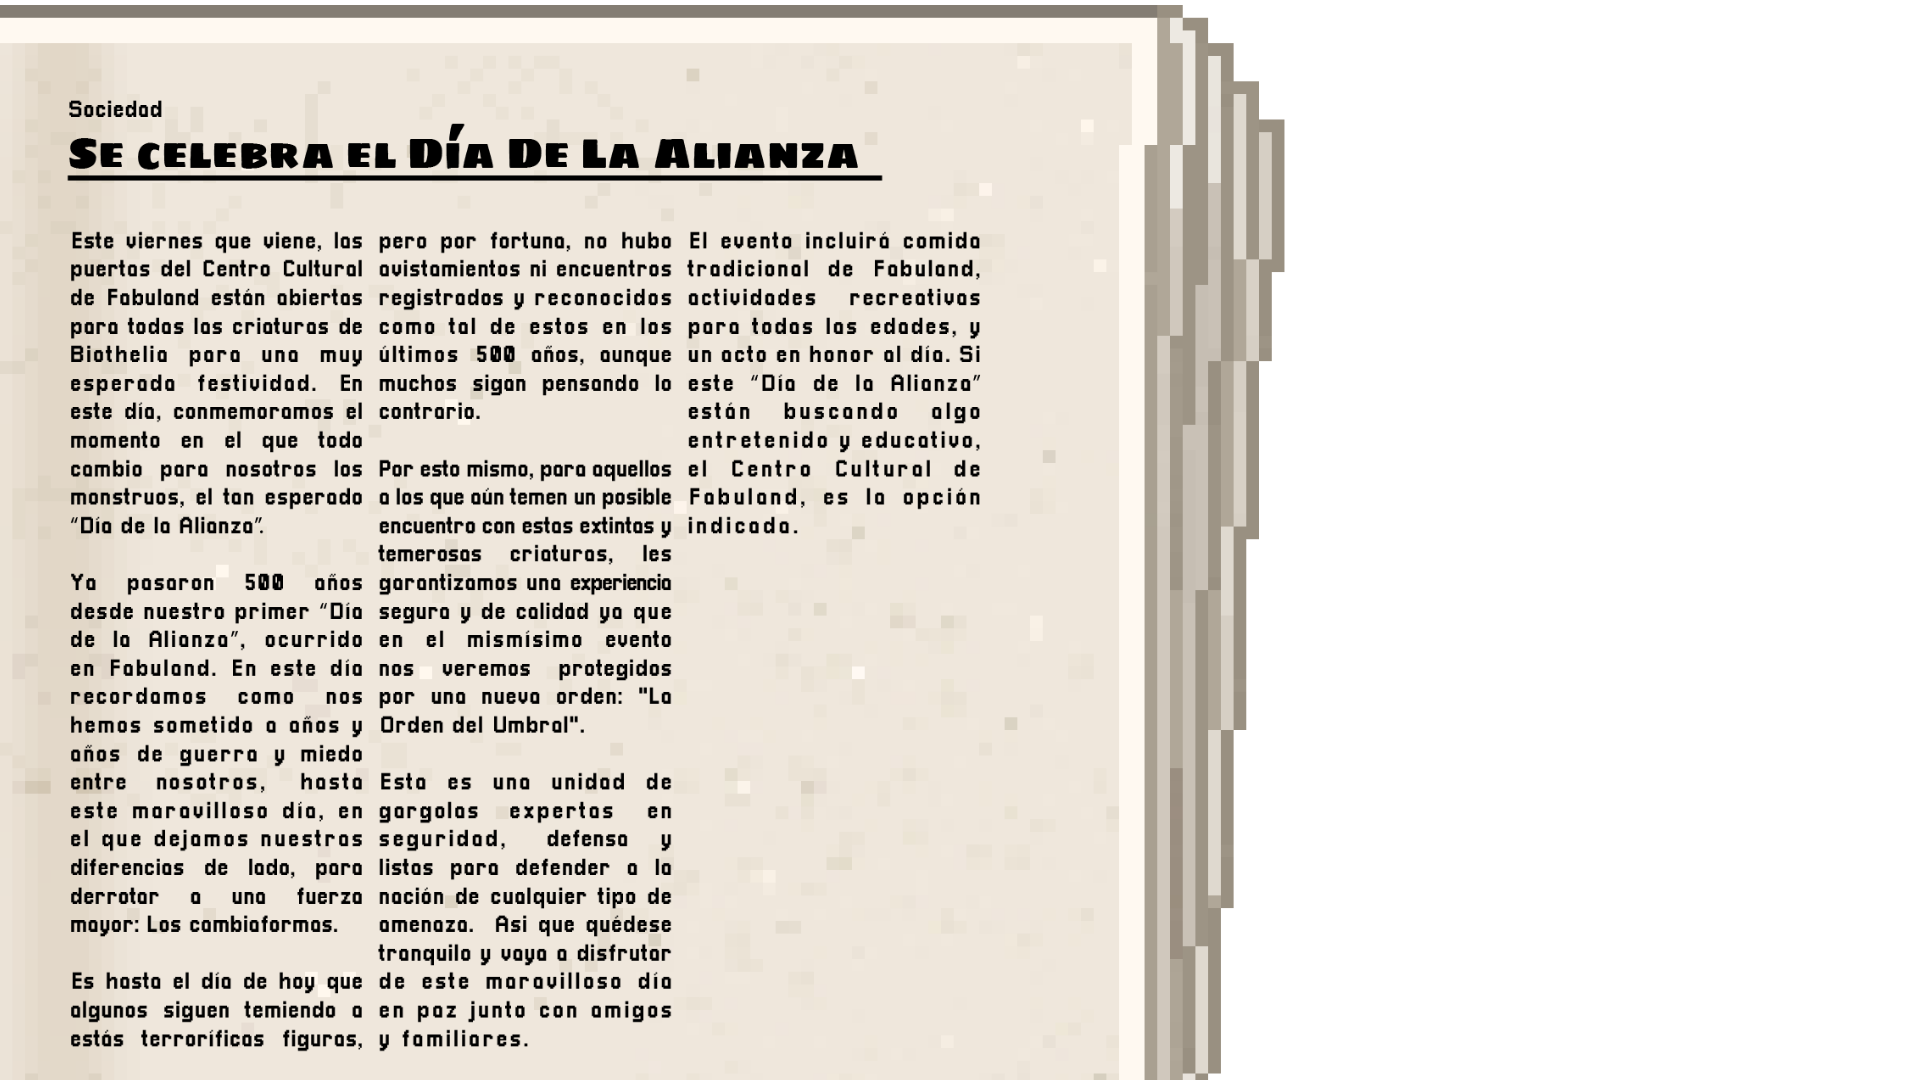 Sociedad
Se celebra el Día De La Alianza
Este viernes que viene, las
puertas del Centro Cultural
de Fabuland están abiertas
para todas las criaturas de
Biothelia para una muy
esperada festividad. En
este día, conmemoramos el
momento en el que todo
cambio para nosotros los
monstruos, el tan esperado
“Día de la Alianza”.
Ya pasaron 500 años
desde nuestro primer “Día
de la Alianza”, ocurrido
en Fabuland. En este día
recordamos como nos
hemos sometido a años y
años de guerra y miedo
entre nosotros, hasta
este maravilloso día, en
el que dejamos nuestras
diferencias de lado, para
derrotar a una fuerza
mayor: Los cambiaformas.
Es hasta el día de hoy que
algunos siguen temiendo a
estás terroríficas figuras,
pero por fortuna, no hubo
avistamientos ni encuentros
registrados y reconocidos
como tal de estos en los
últimos 500 años, aunque
muchos sigan pensando lo
contrario.
Por esto mismo, para aquellos
a los que aún temen un posible
encuentro con estas extintas y
temerosas criaturas, les
garantizamos una experiencia
segura y de calidad ya que
en el mismísimo evento
nos veremos protegidos
por una nueva orden: "La
Orden del Umbral".
Esta es una unidad de
gargolas expertas en
seguridad, defensa y
listas para defender a la
nación de cualquier tipo de
amenaza. Asi que quédese
tranquilo y vaya a disfrutar
de este maravilloso día
en paz junto con amigos
y familiares.
El evento incluirá comida
tradicional de Fabuland,
actividades recreativas
para todas las edades, y
un acto en honor al día. Si
este “Día de la Alianza”
están buscando algo
entretenido y educativo,
el Centro Cultural de
Fabuland, es la opción
indicada.